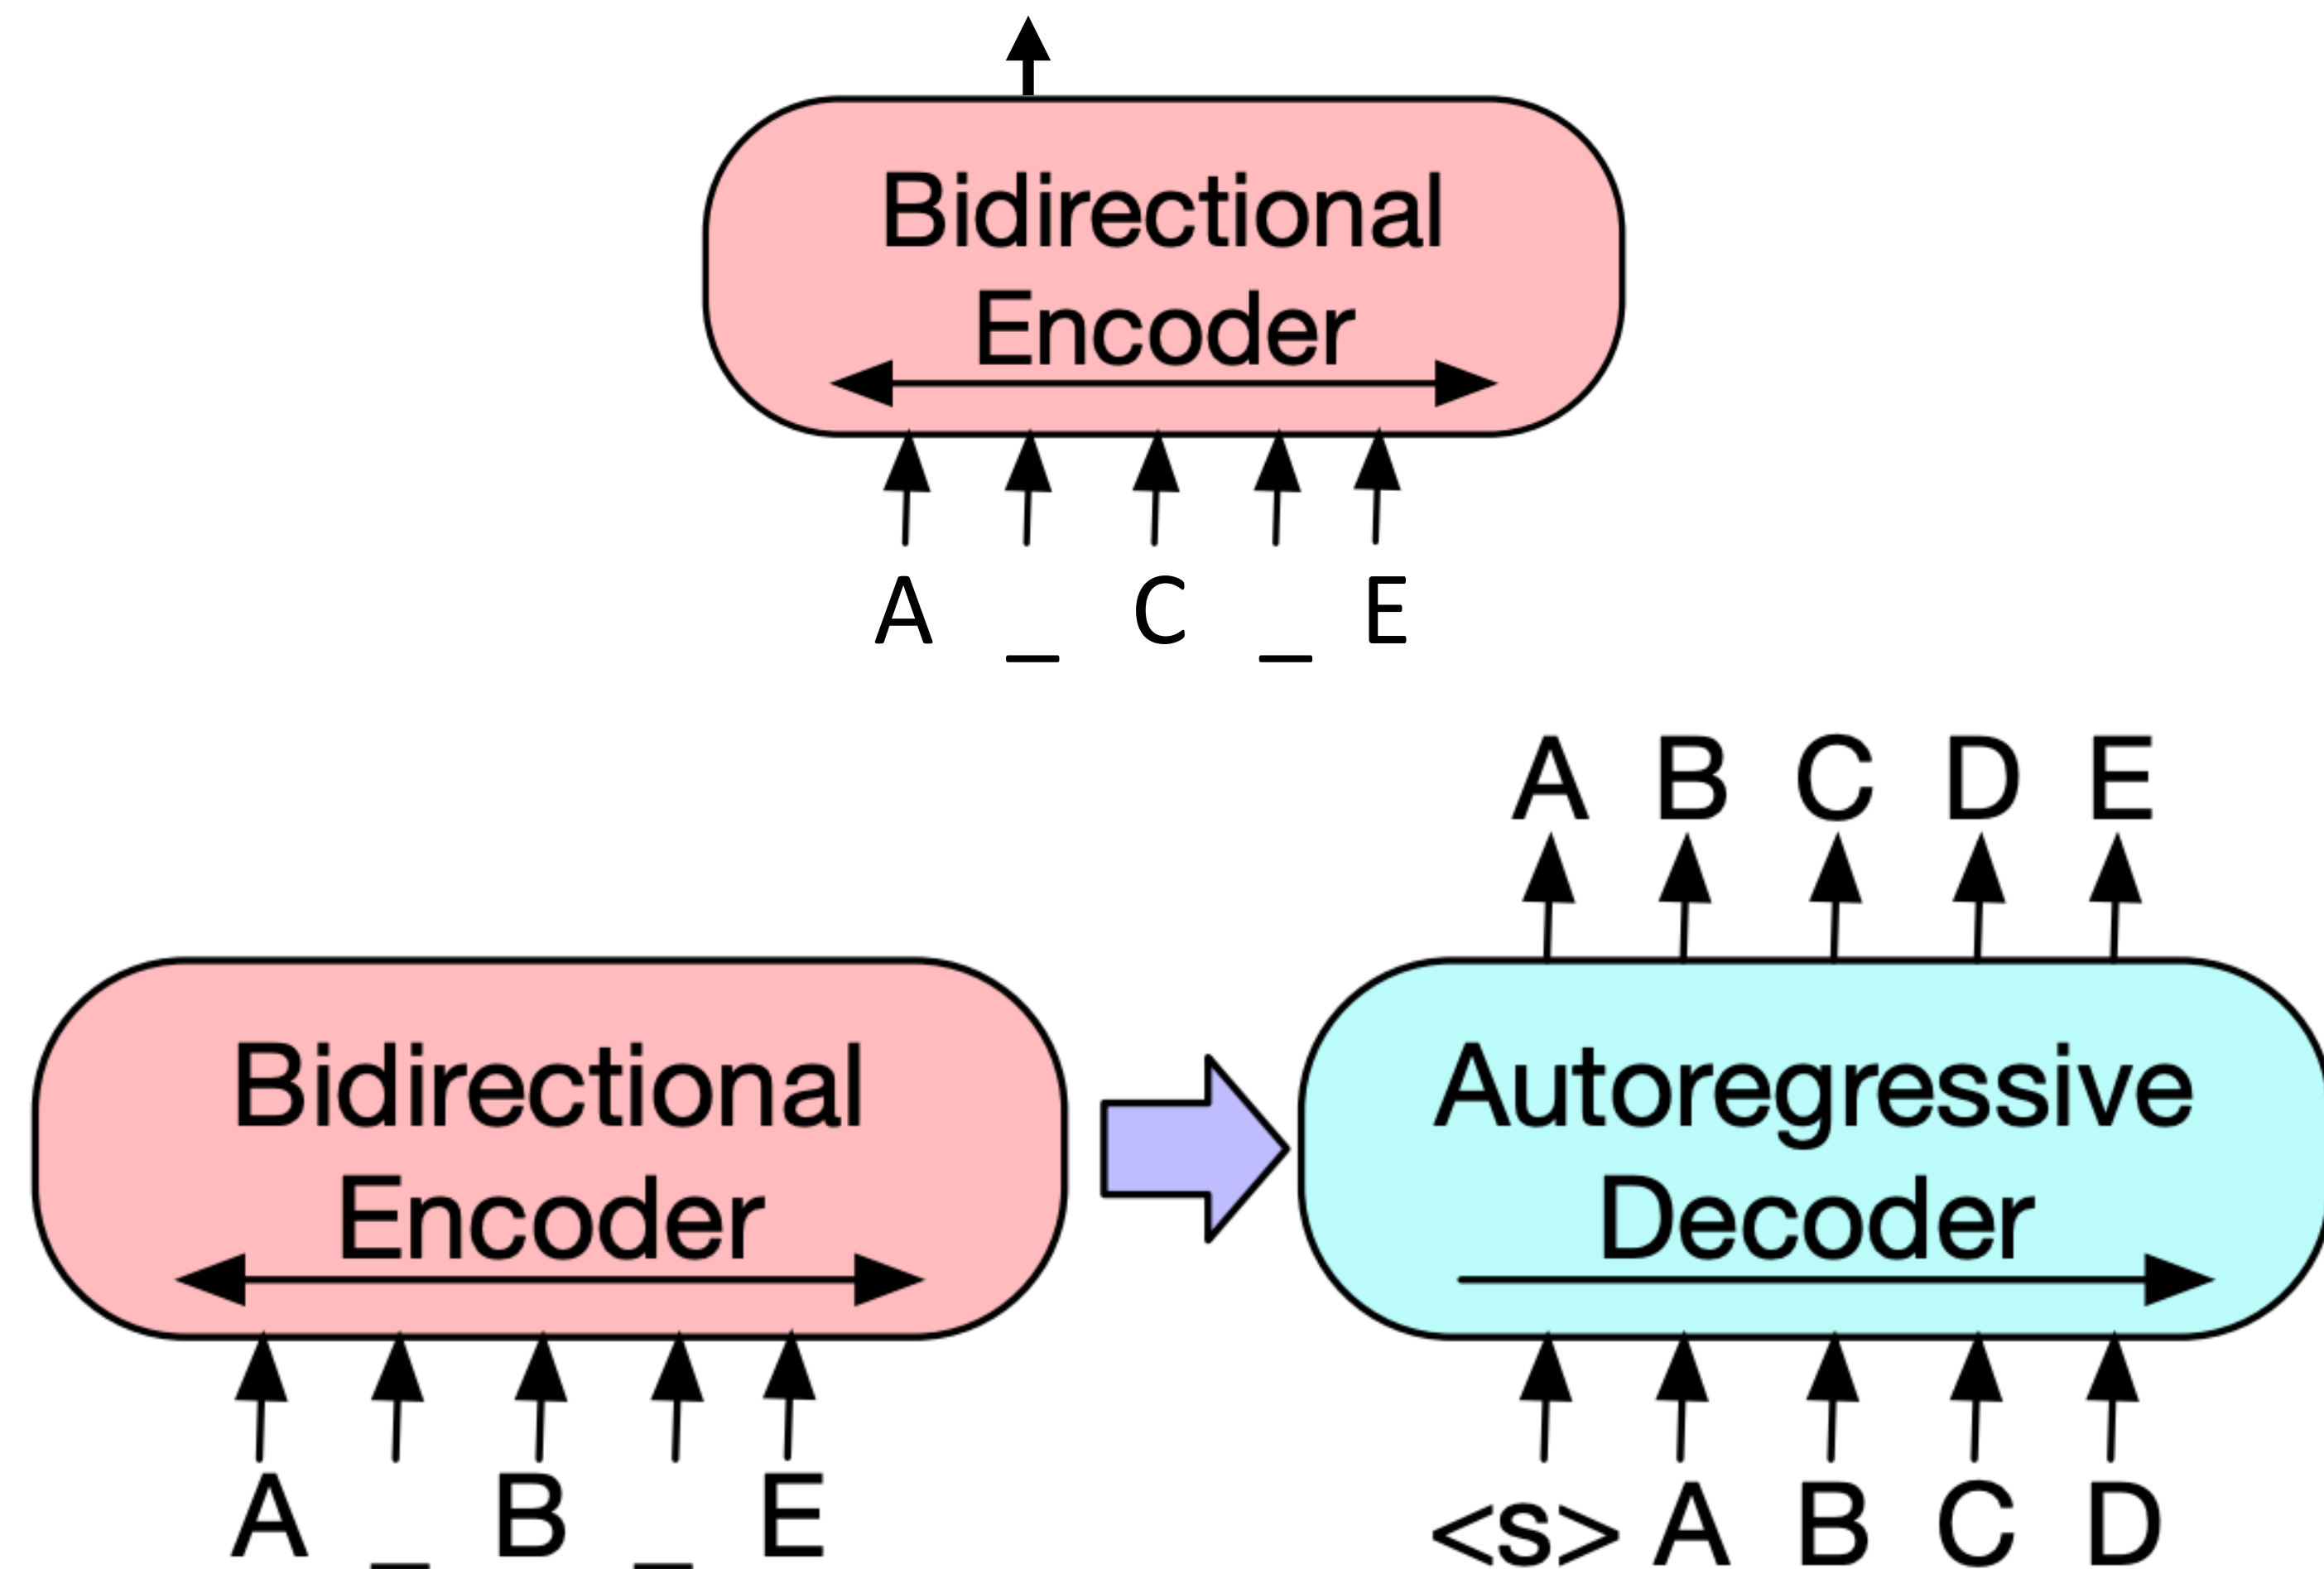 Bidirectional
Encoder
A _ C _ E
A B C D E
Bidirectional
Encoder
A _ B _ E
Autoregressive
Decoder
<s> A B C D